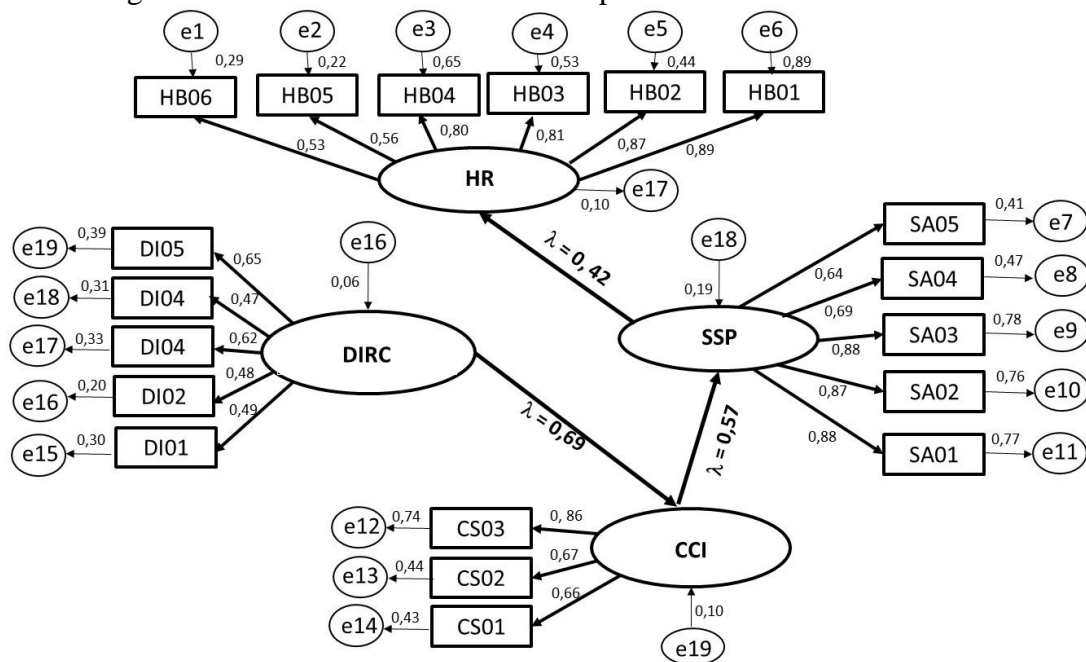 e1
e2
e3
e4
e5
e6
0,29
0,22
0,65
0,53
0,44
0,89
HB06
HB05
HB04
HB03
HB02
HB01
0,53
0,56
0,80
0,81
0,87
0,89
HR
0,10
e17
λ = 0, 42
e19
0,39
DI05
0,65
e18
0,31
DI04
0,47
e17
0,33
DI04
0,62
e16
0,20
DI02
0,48
e15
0,30
DI01
0,49
e16
0,06
DIRC
λ = 0,69
e18
0,19
SSP
λ = 0,57
0,64
SA05
0,41
e7
0,69
SA04
0,47
e8
0,88
SA03
0,78
e9
0,87
SA02
0,76
e10
0,88
SA01
0,77
e11
e12
0,74
CS03
0, 86
e13
0,44
CS02
0,67
e14
0,43
CS01
0,66
CCI
0,10
e19